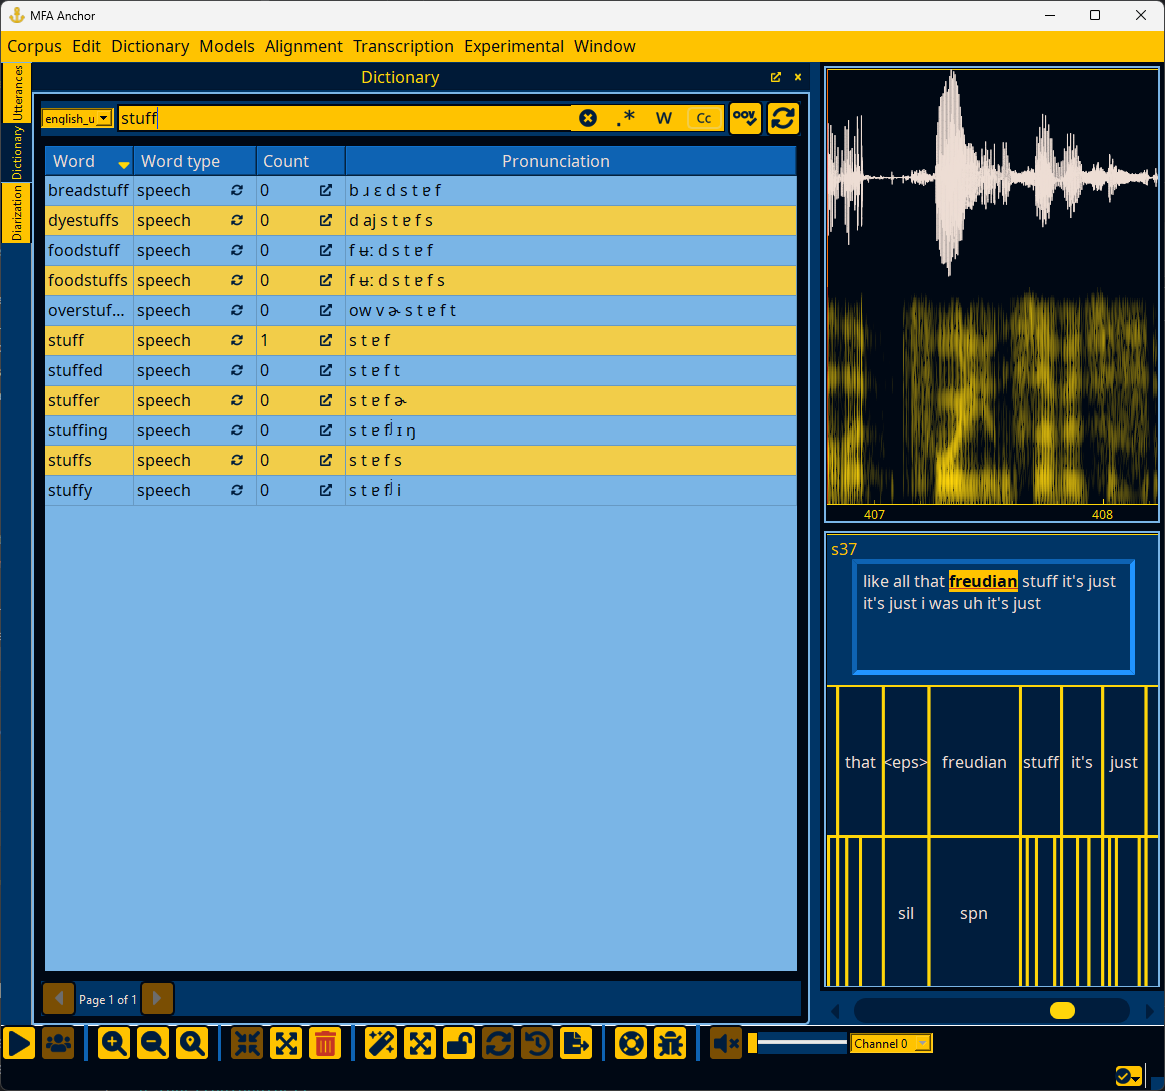 MFA Anchor
Corpus Edit Dictionary Models Alignment Transcription Experimental Window
Utterances
Dictionary
Diarization
Dictionary
english_u stuff .* W Cc OOV
Word Word type Count Pronunciation
breadstuff speech 0 b ɹ ɛ d s t ɐ f
dyestuffs speech 0 d aj s t ɐ f s
foodstuff speech 0 f ʉː d s t ɐ f
foodstuffs speech 0 f ʉː d s t ɐ f s
overstuf... speech 0 ow v ɚ s t ɐ f t
stuff speech 1 s t ɐ f
stuffed speech 0 s t ɐ f t
stuffer speech 0 s t ɐ f ɚ
stuffing speech 0 s t ɐ fʲ ɪ ŋ
stuffs speech 0 s t ɐ f s
stuffy speech 0 s t ɐ fʲ i
Page 1 of 1
407 408
s37
like all that freudian stuff it's just
it's just i was uh it's just
that <eps> freudian stuff it's just
sil spn
Channel 0